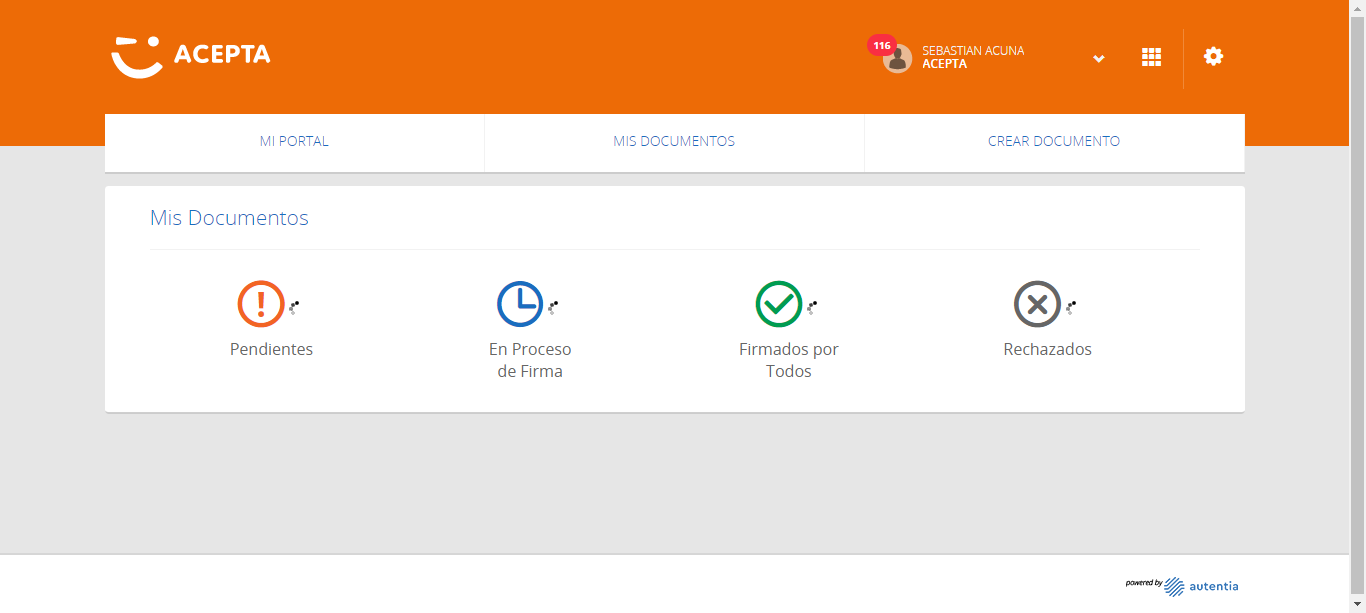 ACEPTA
116
SEBASTIAN ACUNA
ACEPTA
MI PORTAL
MIS DOCUMENTOS
CREAR DOCUMENTO
Mis Documentos
Pendientes
En Proceso
de Firma
Firmados por
Todos
Rechazados
powered by autentia